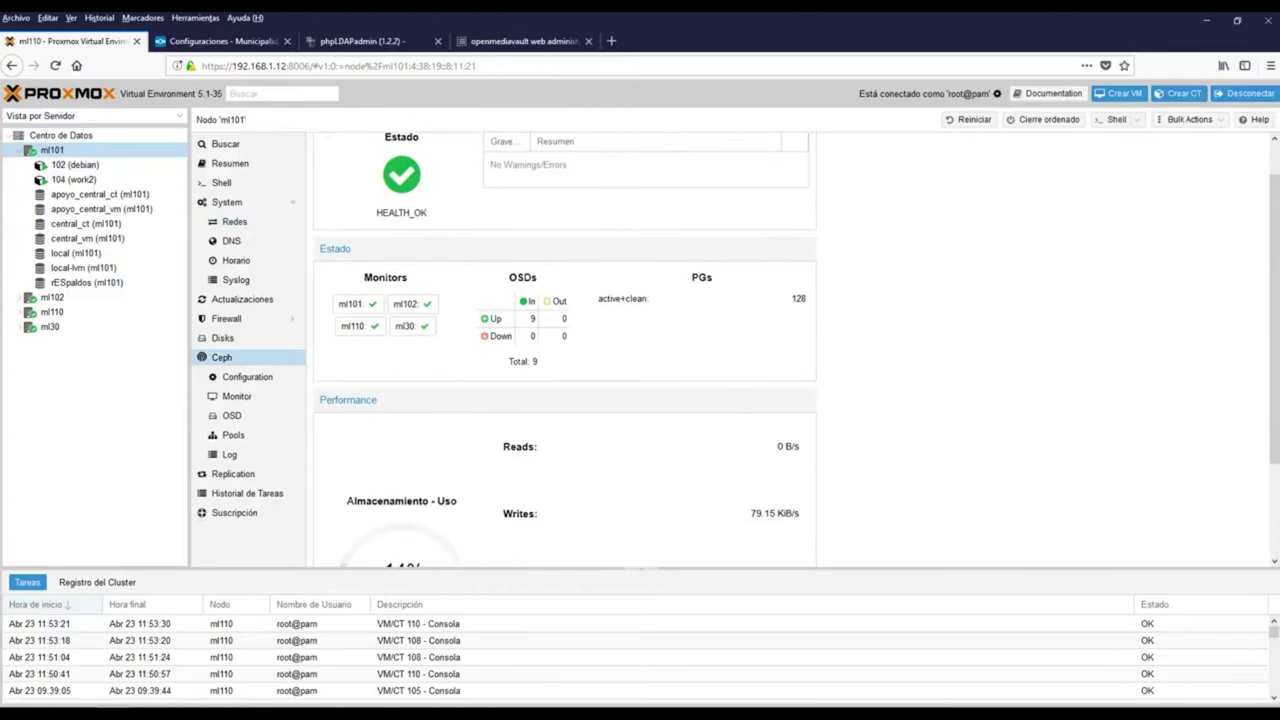 Archivo Editar Ver Historial Marcadores Herramientas Ayuda (H)
ml110 - Proxmox Virtual Envir
Configuraciones - Municipalid
phpLDAPadmin (1.2.2) -
openmediavault web administ
https://192.168.1.12:8006/#v1:0:=node%2Fml101:4:38:19:8:11:21
PROXMOX Virtual Environment 5.1-35 Buscar
Está conectado como 'root@pam' Documentation Crear VM Crear CT Desconectar
Vista por Servidor
Nodo 'ml101'
Reiniciar Cierre ordenado Shell Bulk Actions Help
Centro de Datos
ml101
102 (debian)
104 (work2)
apoyo_central_ct (ml101)
apoyo_central_vm (ml101)
central_ct (ml101)
central_vm (ml101)
local (ml101)
local-lvm (ml101)
rESpaldos (ml101)
ml102
ml110
ml30
Buscar
Resumen
Shell
System
Redes
DNS
Horario
Syslog
Actualizaciones
Firewall
Disks
Ceph
Configuration
Monitor
OSD
Pools
Log
Replication
Historial de Tareas
Suscripción
Estado
HEALTH_OK
Grave... Resumen
No Warnings/Errors
Estado
Monitors
ml101: ml102:
ml110: ml30:
OSDs
In Out
Up 9 0
Down 0 0
Total: 9
PGs
active+clean: 128
Performance
Reads: 0 B/s
Almacenamiento - Uso
Writes: 79.15 KiB/s
Tareas Registro del Cluster
Hora de inicio Hora final Nodo Nombre de Usuario Descripción Estado
Abr 23 11:53:21 Abr 23 11:53:30 ml110 root@pam VM/CT 110 - Consola OK
Abr 23 11:53:18 Abr 23 11:53:20 ml110 root@pam VM/CT 108 - Consola OK
Abr 23 11:51:04 Abr 23 11:51:24 ml110 root@pam VM/CT 108 - Consola OK
Abr 23 11:50:41 Abr 23 11:50:57 ml110 root@pam VM/CT 110 - Consola OK
Abr 23 09:39:05 Abr 23 09:39:44 ml110 root@pam VM/CT 105 - Consola OK